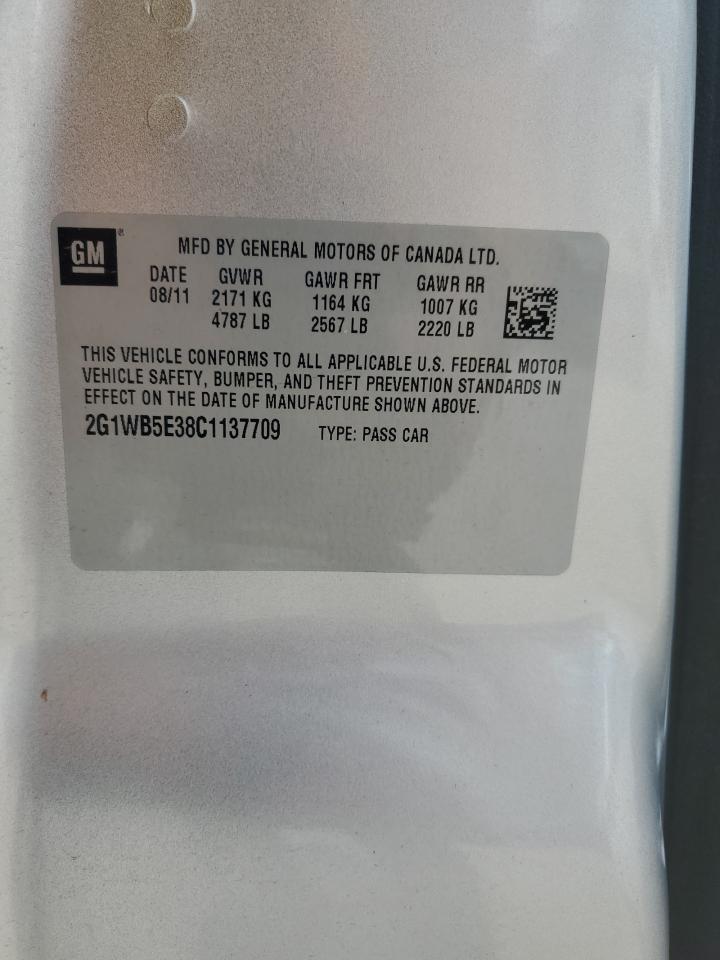 GM ®
MFD BY GENERAL MOTORS OF CANADA LTD.
DATE GVWR GAWR FRT GAWR RR
08/11 2171 KG 1164 KG 1007 KG
4787 LB 2567 LB 2220 LB
THIS VEHICLE CONFORMS TO ALL APPLICABLE U.S. FEDERAL MOTOR
VEHICLE SAFETY, BUMPER, AND THEFT PREVENTION STANDARDS IN
EFFECT ON THE DATE OF MANUFACTURE SHOWN ABOVE.
2G1WB5E38C1137709 TYPE: PASS CAR